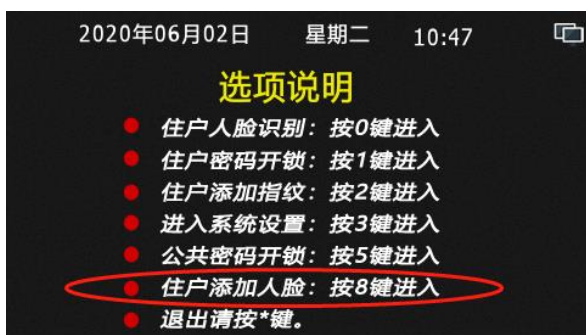 2020年06月02日 星期二 10:47
选项说明
住户人脸识别：按0键进入
住户密码开锁：按1键进入
住户添加指纹：按2键进入
进入系统设置：按3键进入
公共密码开锁：按5键进入
住户添加人脸：按8键进入
退出请按*键。